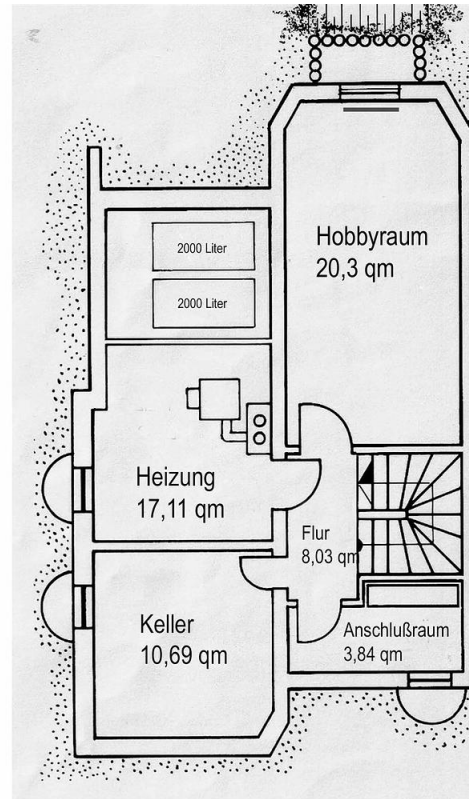 2000 Liter
2000 Liter
Hobbyraum
20,3 qm
Heizung
17,11 qm
Flur
8,03 qm
Keller
10,69 qm
Anschlußraum
3,84 qm